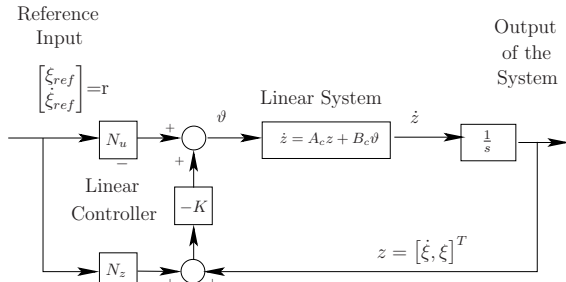 Reference
Input
[ξ_ref
ξ̇_ref] =r
N_u
+
−
+
ϑ
Linear System
ż = A_c z + B_c ϑ
ż
1/s
Output
of the
System
Linear
Controller
−K
N_z
z = [ξ̇, ξ]^T